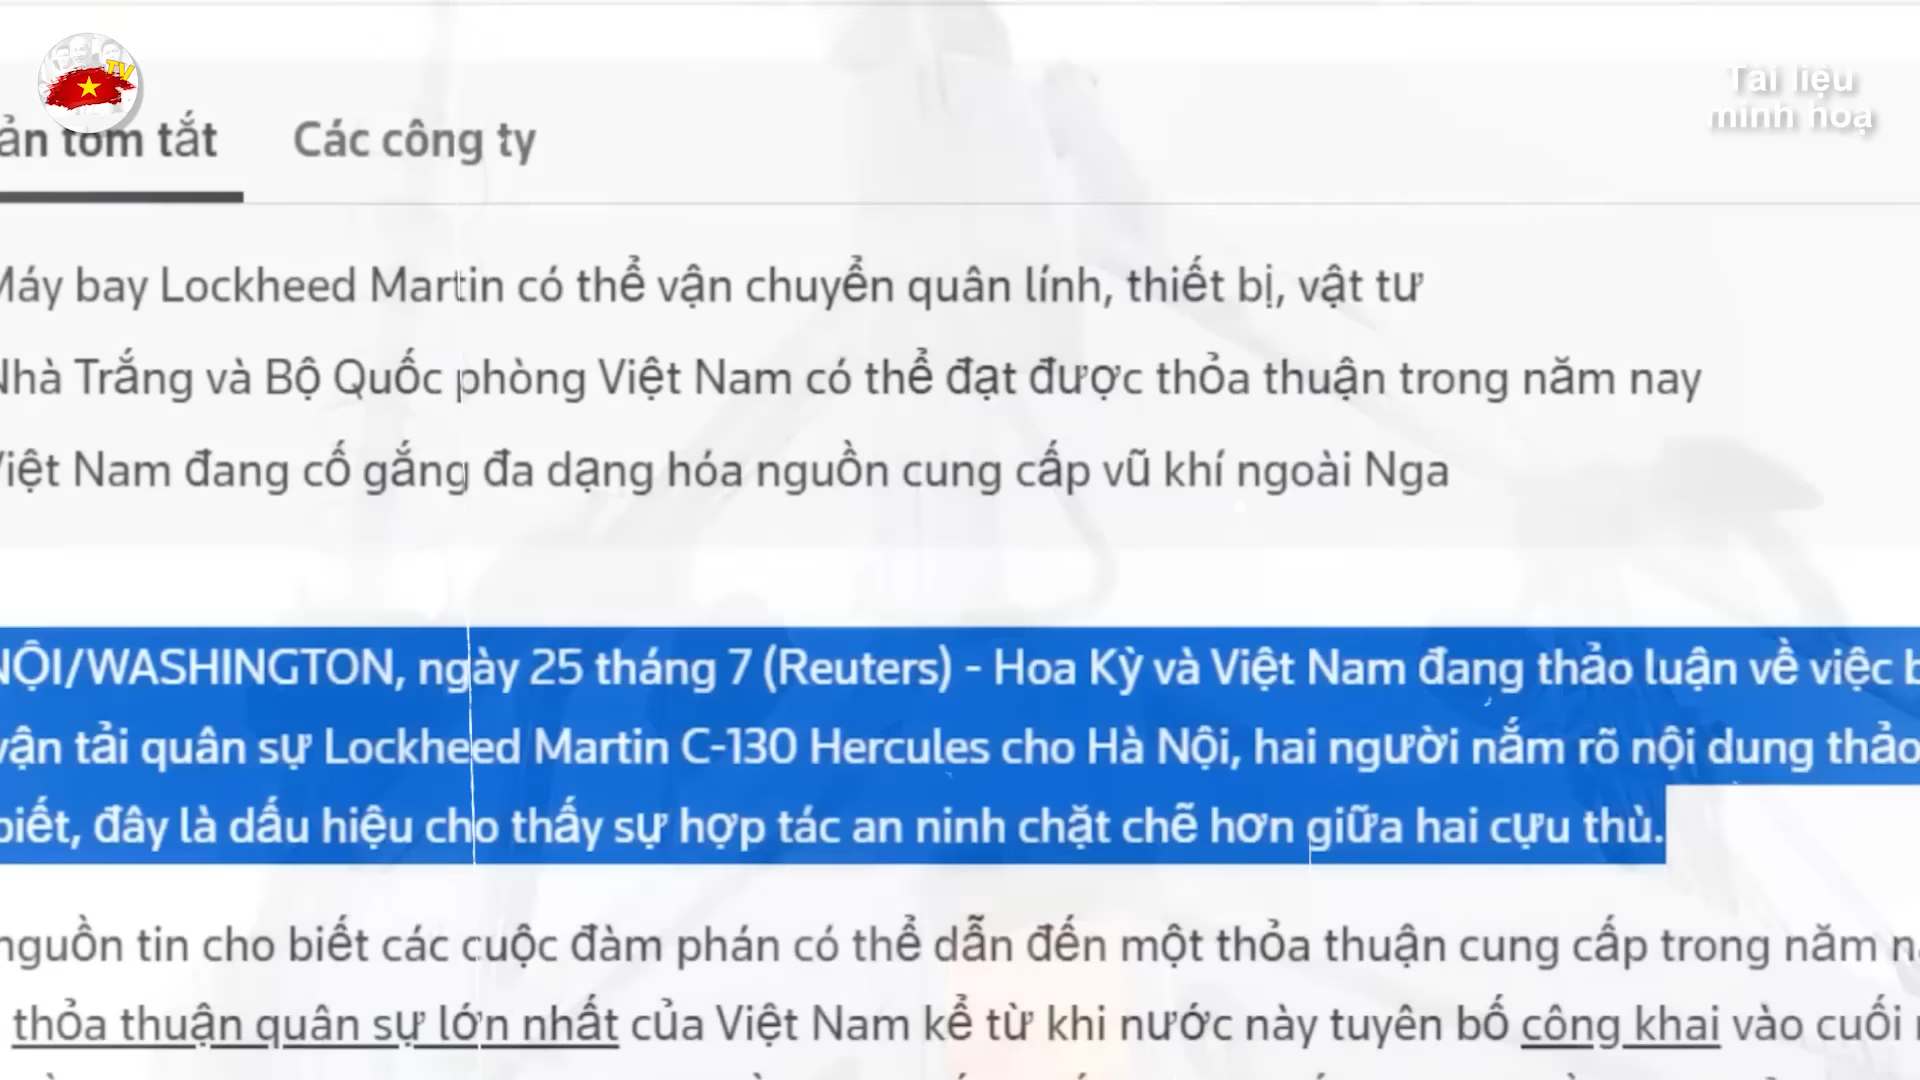 TV
Tài liệu
minh hoạ
ản tóm tắt Các công ty
Máy bay Lockheed Martin có thể vận chuyển quân lính, thiết bị, vật tư
Nhà Trắng và Bộ Quốc phòng Việt Nam có thể đạt được thỏa thuận trong năm nay
Việt Nam đang cố gắng đa dạng hóa nguồn cung cấp vũ khí ngoài Nga
NỘI/WASHINGTON, ngày 25 tháng 7 (Reuters) - Hoa Kỳ và Việt Nam đang thảo luận về việc b
vận tải quân sự Lockheed Martin C-130 Hercules cho Hà Nội, hai người nắm rõ nội dung thảo
biết, đây là dấu hiệu cho thấy sự hợp tác an ninh chặt chẽ hơn giữa hai cựu thù.
nguồn tin cho biết các cuộc đàm phán có thể dẫn đến một thỏa thuận cung cấp trong năm n
thỏa thuận quân sự lớn nhất của Việt Nam kể từ khi nước này tuyên bố công khai vào cuối